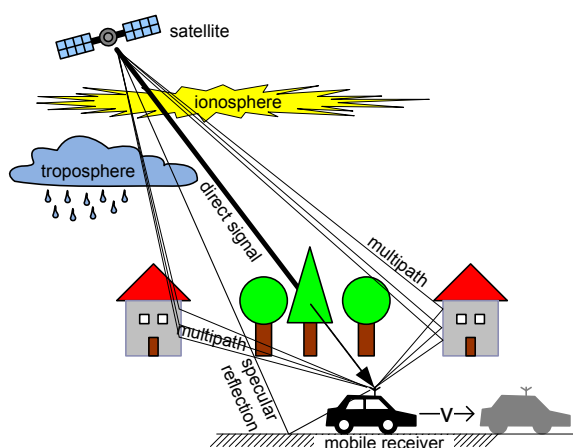 satellite
ionosphere
troposphere
direct signal
multipath
multipath
specular
reflection
v
mobile receiver